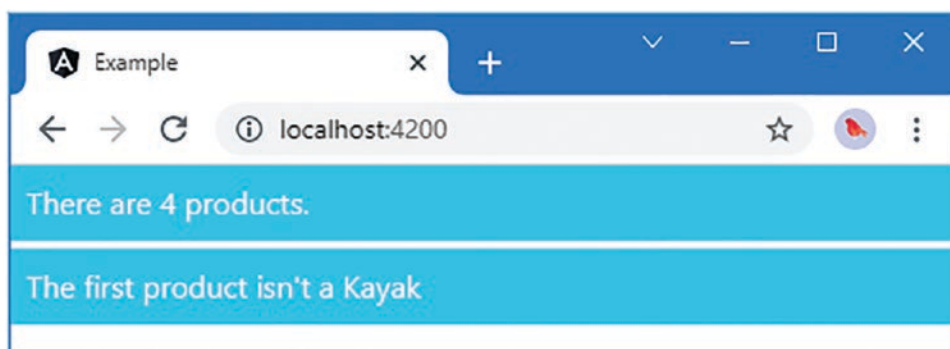 Example
localhost:4200
There are 4 products.
The first product isn't a Kayak